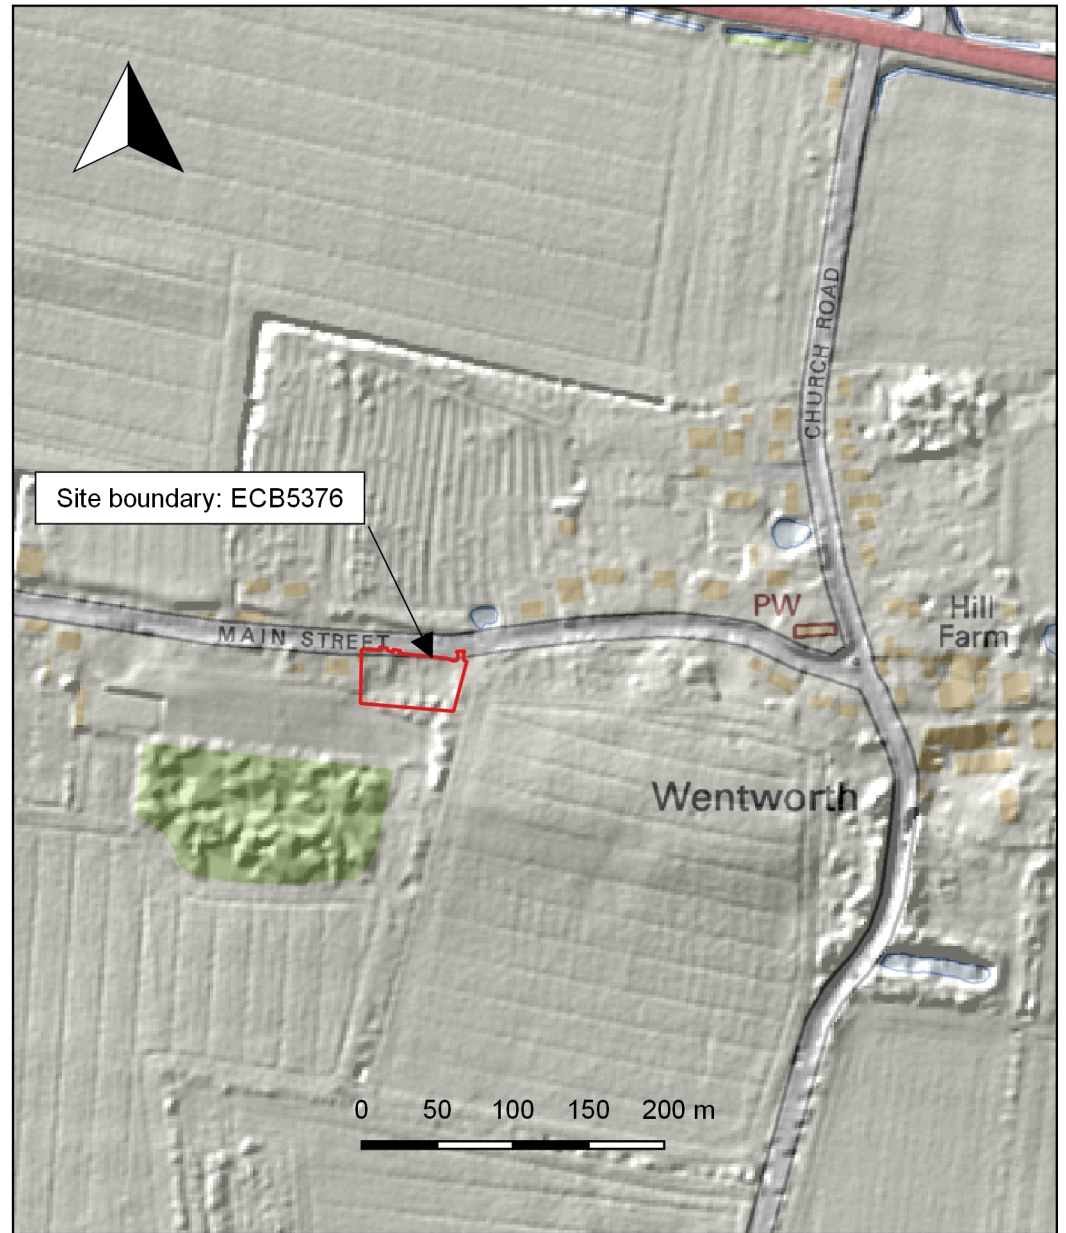 CHURCH ROAD
Site boundary: ECB5376
PW
Hill
Farm
MAIN STREET
Wentworth
0 50 100 150 200 m